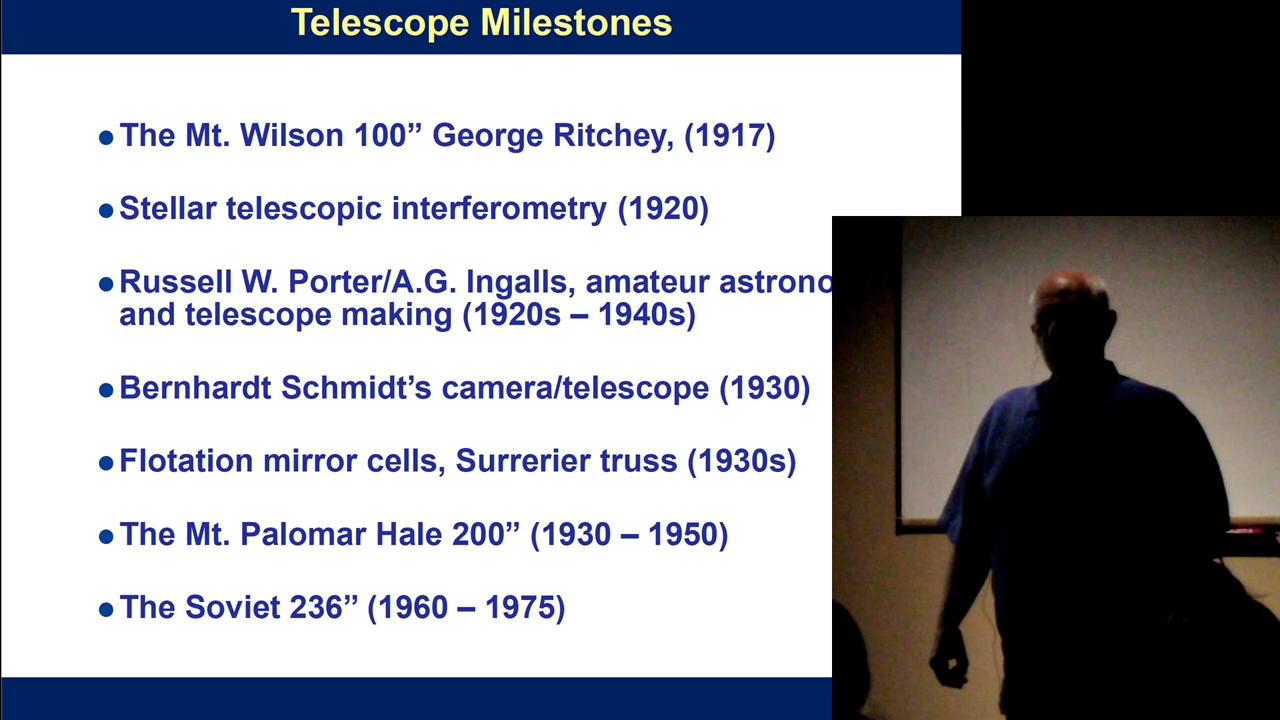 Telescope Milestones
●The Mt. Wilson 100” George Ritchey, (1917)
●Stellar telescopic interferometry (1920)
●Russell W. Porter/A.G. Ingalls, amateur
and telescope making (1920s – 1940s)
●Bernhardt Schmidt’s camera/telescope (1930)
●Flotation mirror cells, Surrerier truss (1930s)
●The Mt. Palomar Hale 200” (1930 – 1950)
●The Soviet 236” (1960 – 1975)